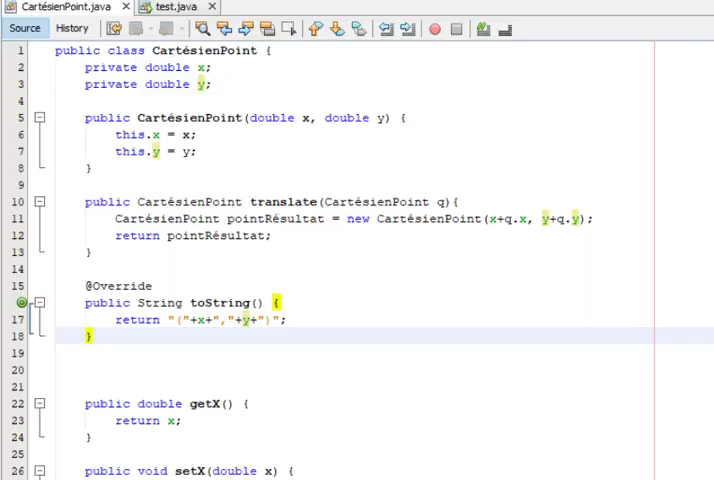 CartésienPoint.java × test.java ×
Source History
1 public class CartésienPoint {
2 private double x;
3 private double y;
4
5 public CartésienPoint(double x, double y) {
6 this.x = x;
7 this.y = y;
8 }
9
10 public CartésienPoint translate(CartésienPoint q){
11 CartésienPoint pointRésultat = new CartésienPoint(x+q.x, y+q.y);
12 return pointRésultat;
13 }
14
15 @Override
public String toString() {
17 return "("+x+","+y+")";
18 }
19
20
21
22 public double getX() {
23 return x;
24 }
25
26 public void setX(double x) {